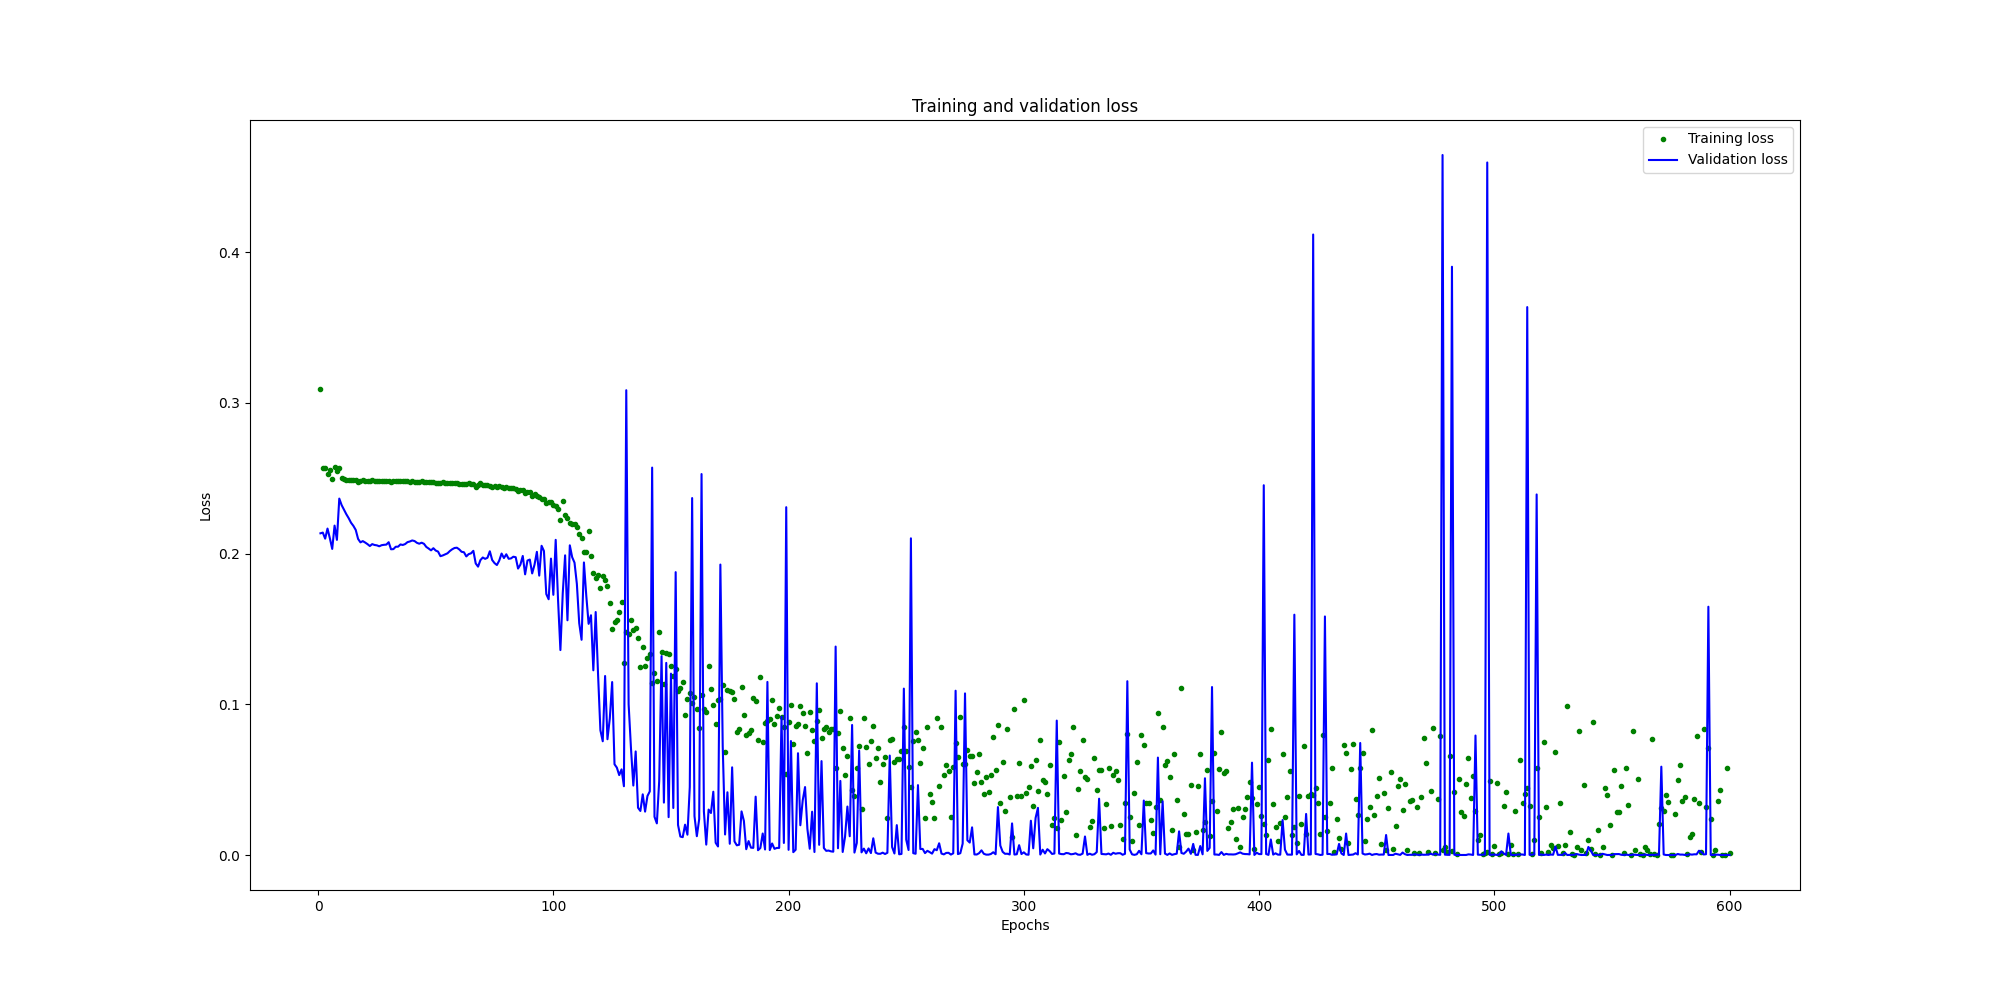 Training and validation loss
Training loss
Validation loss
0.4
0.3
0.2
0.1
0.0
Loss
0 100 200 300 400 500 600
Epochs